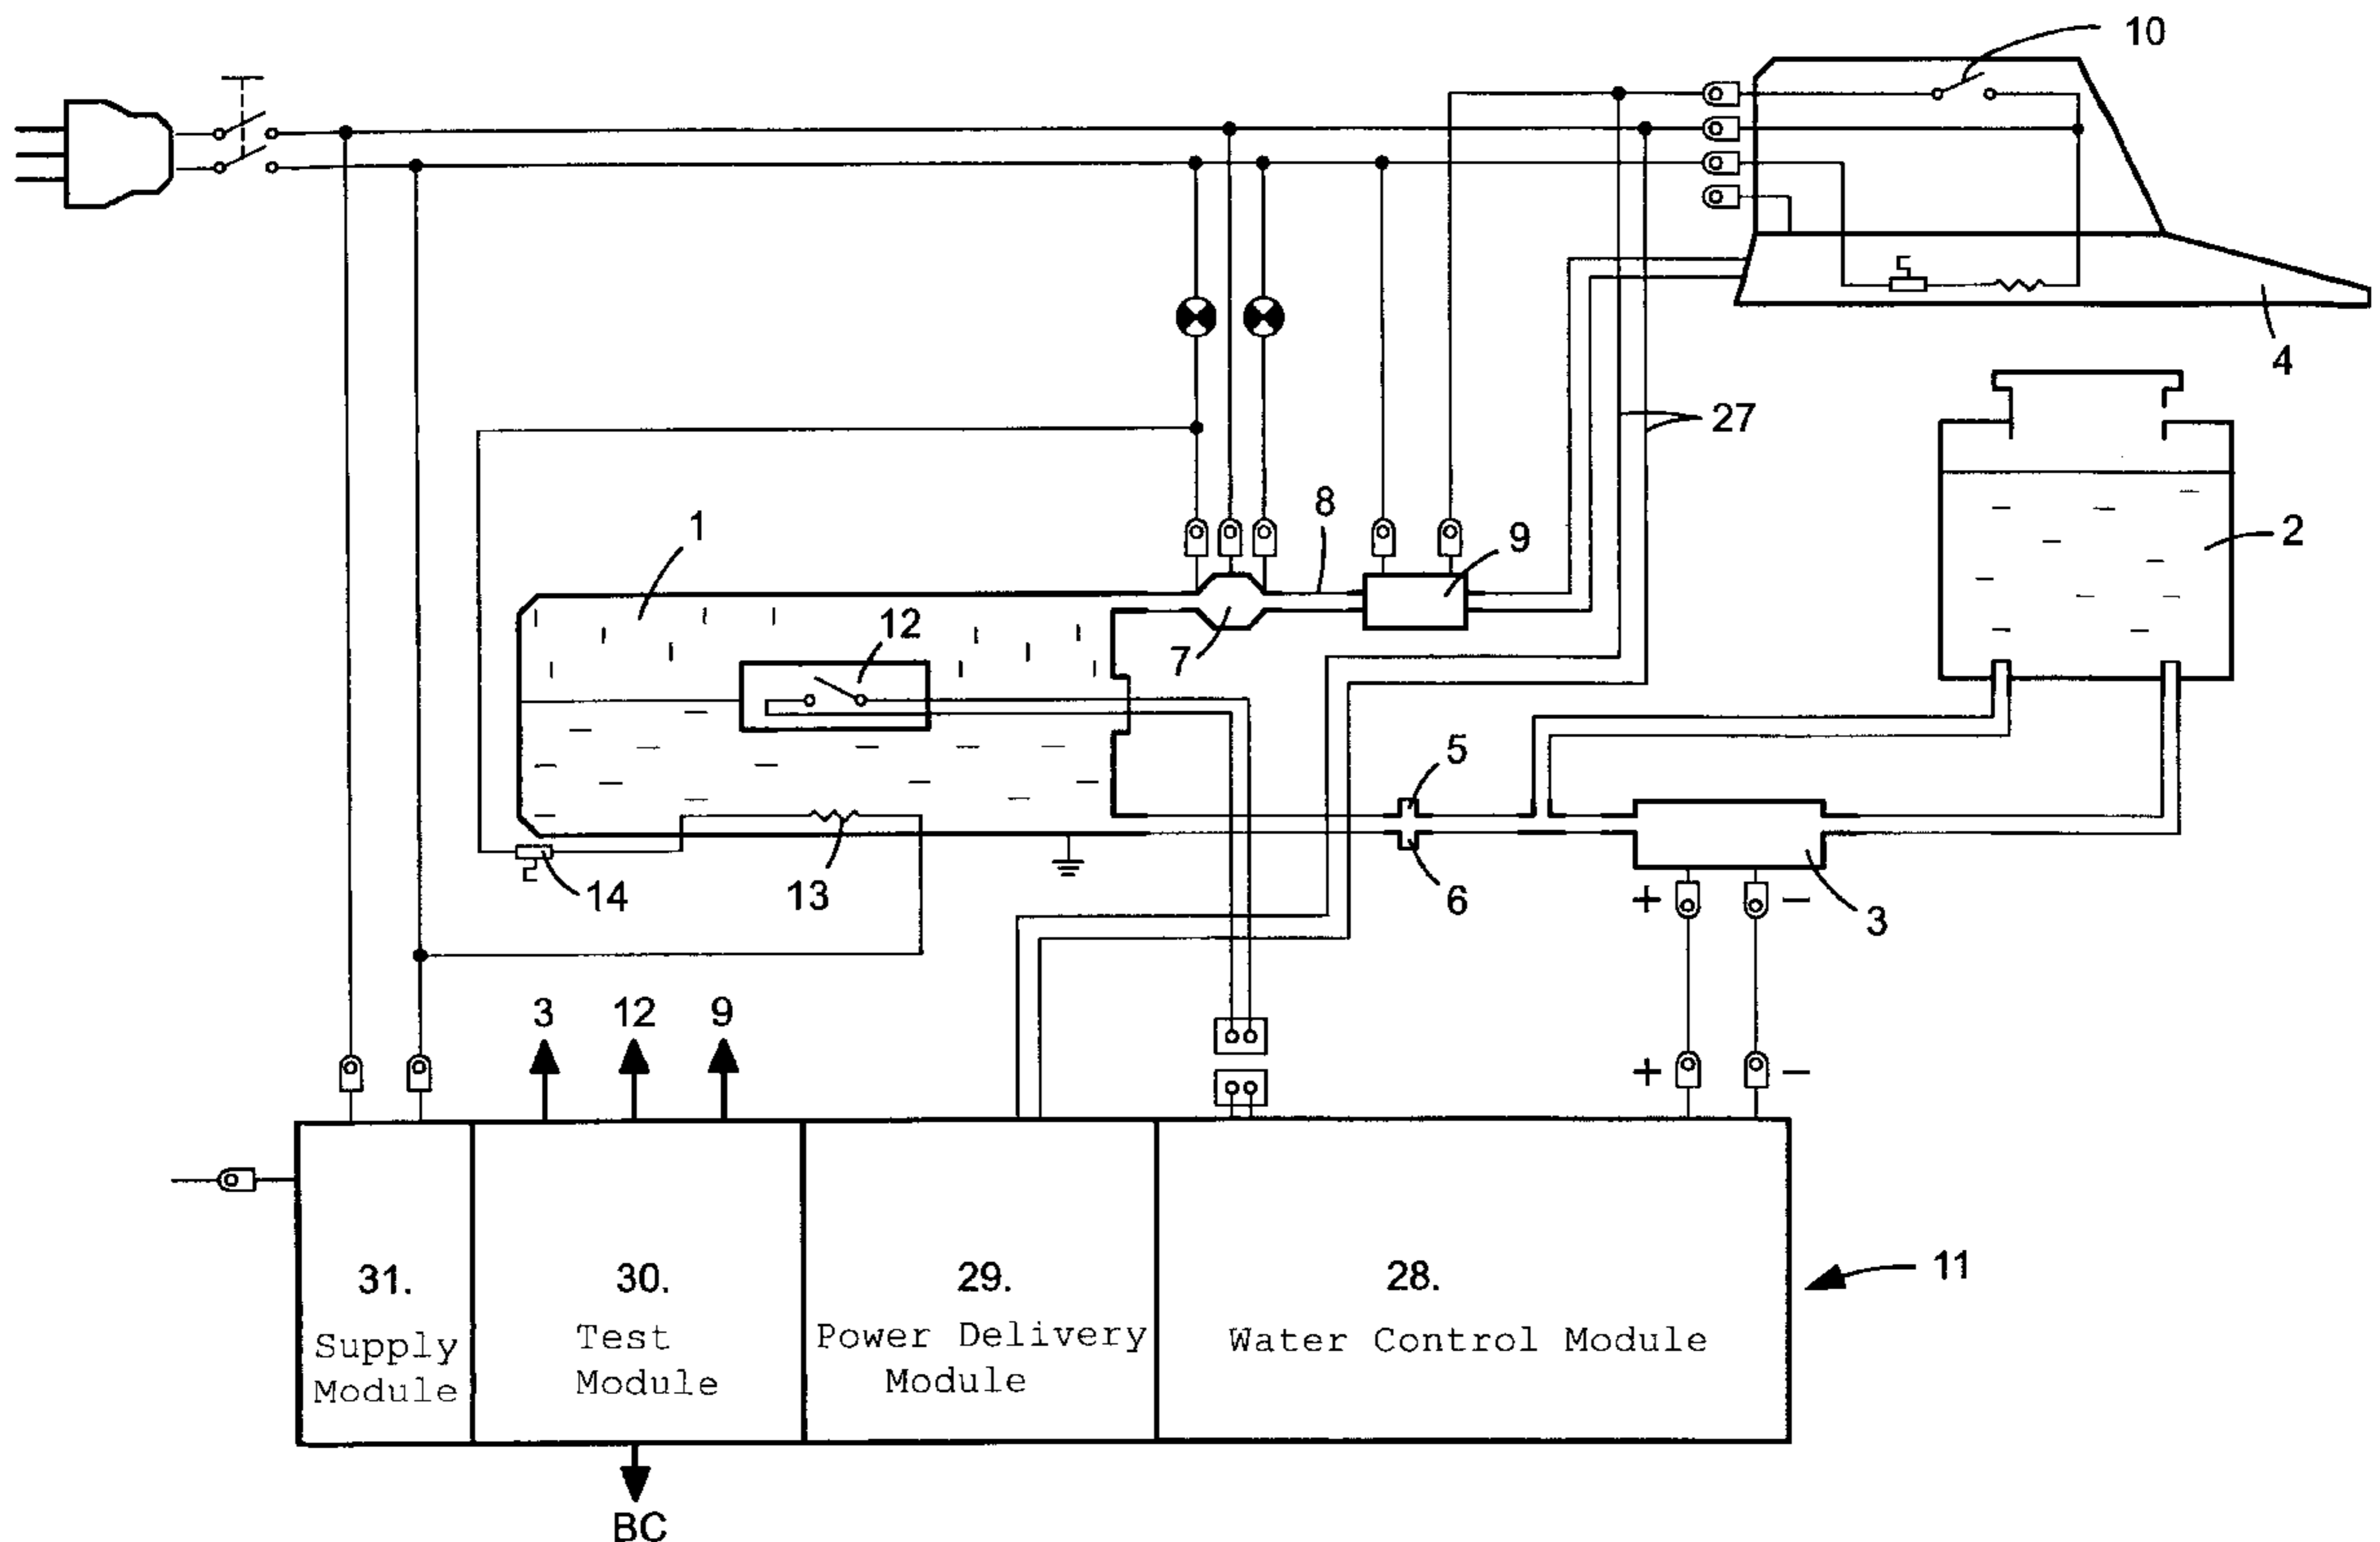 10
4
27
2
8
1
9
12
7
5
14
13
6
3
+ −
3 12 9
+ −
11
31.
Supply
Module
30.
Test
Module
29.
Power Delivery
Module
28.
Water Control Module
BC